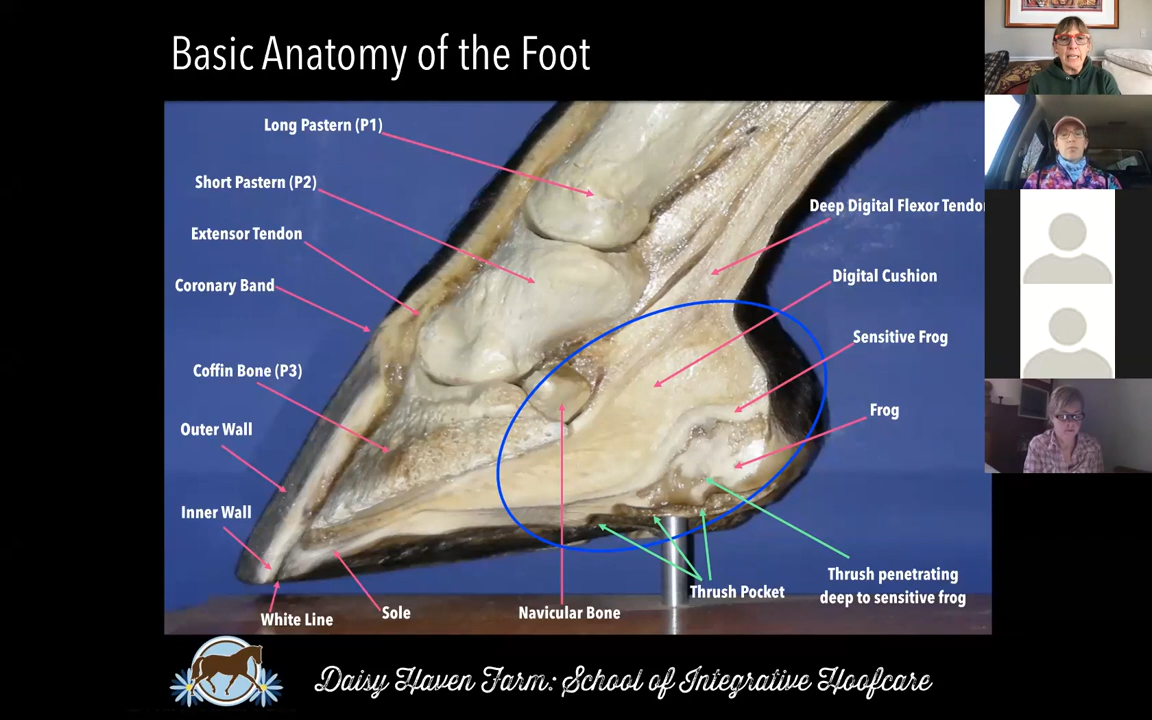 Basic Anatomy of the Foot
Long Pastern (P1)
Short Pastern (P2)
Extensor Tendon
Coronary Band
Coffin Bone (P3)
Outer Wall
Inner Wall
White Line
Sole
Navicular Bone
Deep Digital Flexor Tendo
Digital Cushion
Sensitive Frog
Frog
Thrush Pocket
Thrush penetrating
deep to sensitive frog
Daisy Haven Farm: School of Integrative Hoofcare